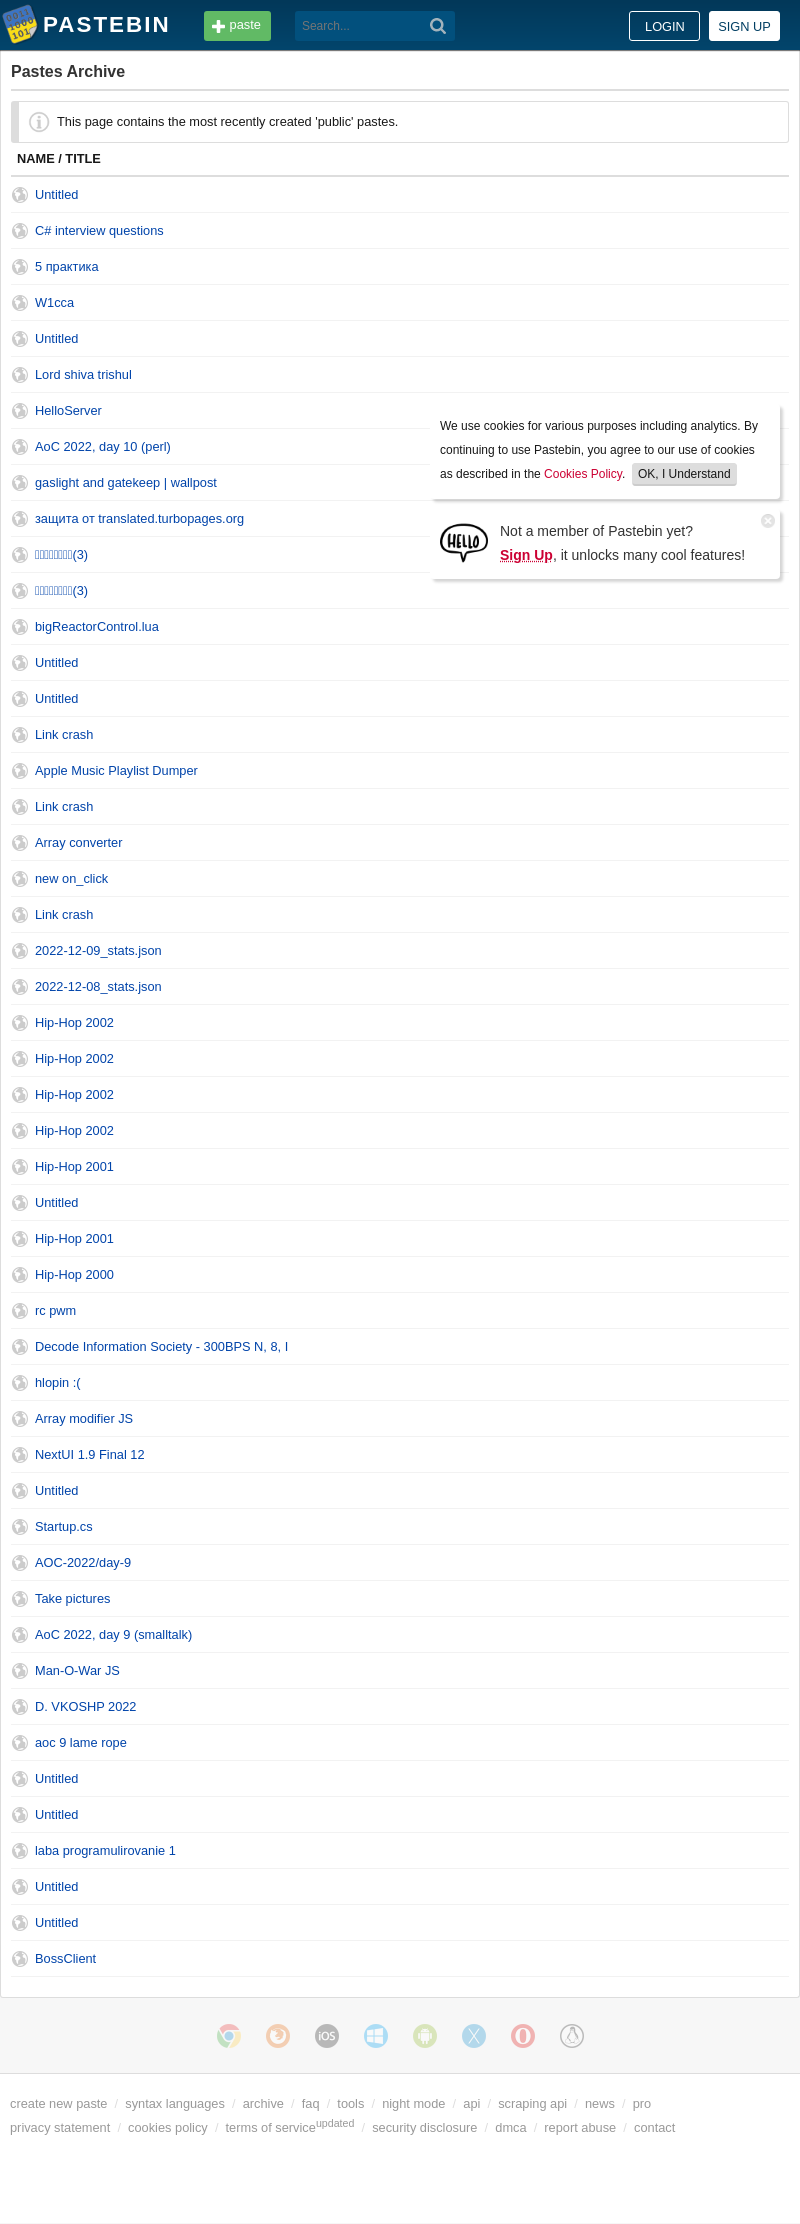 PASTEBIN
paste
Search...
LOGIN
SIGN UP
Pastes Archive
This page contains the most recently created 'public' pastes.
NAME / TITLE
Untitled
C# interview questions
5 практика
W1cca
Untitled
Lord shiva trishul
HelloServer
AoC 2022, day 10 (perl)
gaslight and gatekeep | wallpost
защита от translated.turbopages.org
(3)
(3)
We use cookies for various purposes including analytics. By
continuing to use Pastebin, you agree to our use of cookies
as described in the Cookies Policy. OK, I Understand
HELLO
Not a member of Pastebin yet?
Sign Up, it unlocks many cool features!
bigReactorControl.lua
Untitled
Untitled
Link crash
Apple Music Playlist Dumper
Link crash
Array converter
new on_click
Link crash
2022-12-09_stats.json
2022-12-08_stats.json
Hip-Hop 2002
Hip-Hop 2002
Hip-Hop 2002
Hip-Hop 2002
Hip-Hop 2001
Untitled
Hip-Hop 2001
Hip-Hop 2000
rc pwm
Decode Information Society - 300BPS N, 8, I
hlopin :(
Array modifier JS
NextUI 1.9 Final 12
Untitled
Startup.cs
AOC-2022/day-9
Take pictures
AoC 2022, day 9 (smalltalk)
Man-O-War JS
D. VKOSHP 2022
aoc 9 lame rope
Untitled
Untitled
laba programulirovanie 1
Untitled
Untitled
BossClient
iOS
create new paste / syntax languages / archive / faq / tools / night mode / api / scraping api / news / pro
privacy statement / cookies policy / terms of service updated / security disclosure / dmca / report abuse / contact